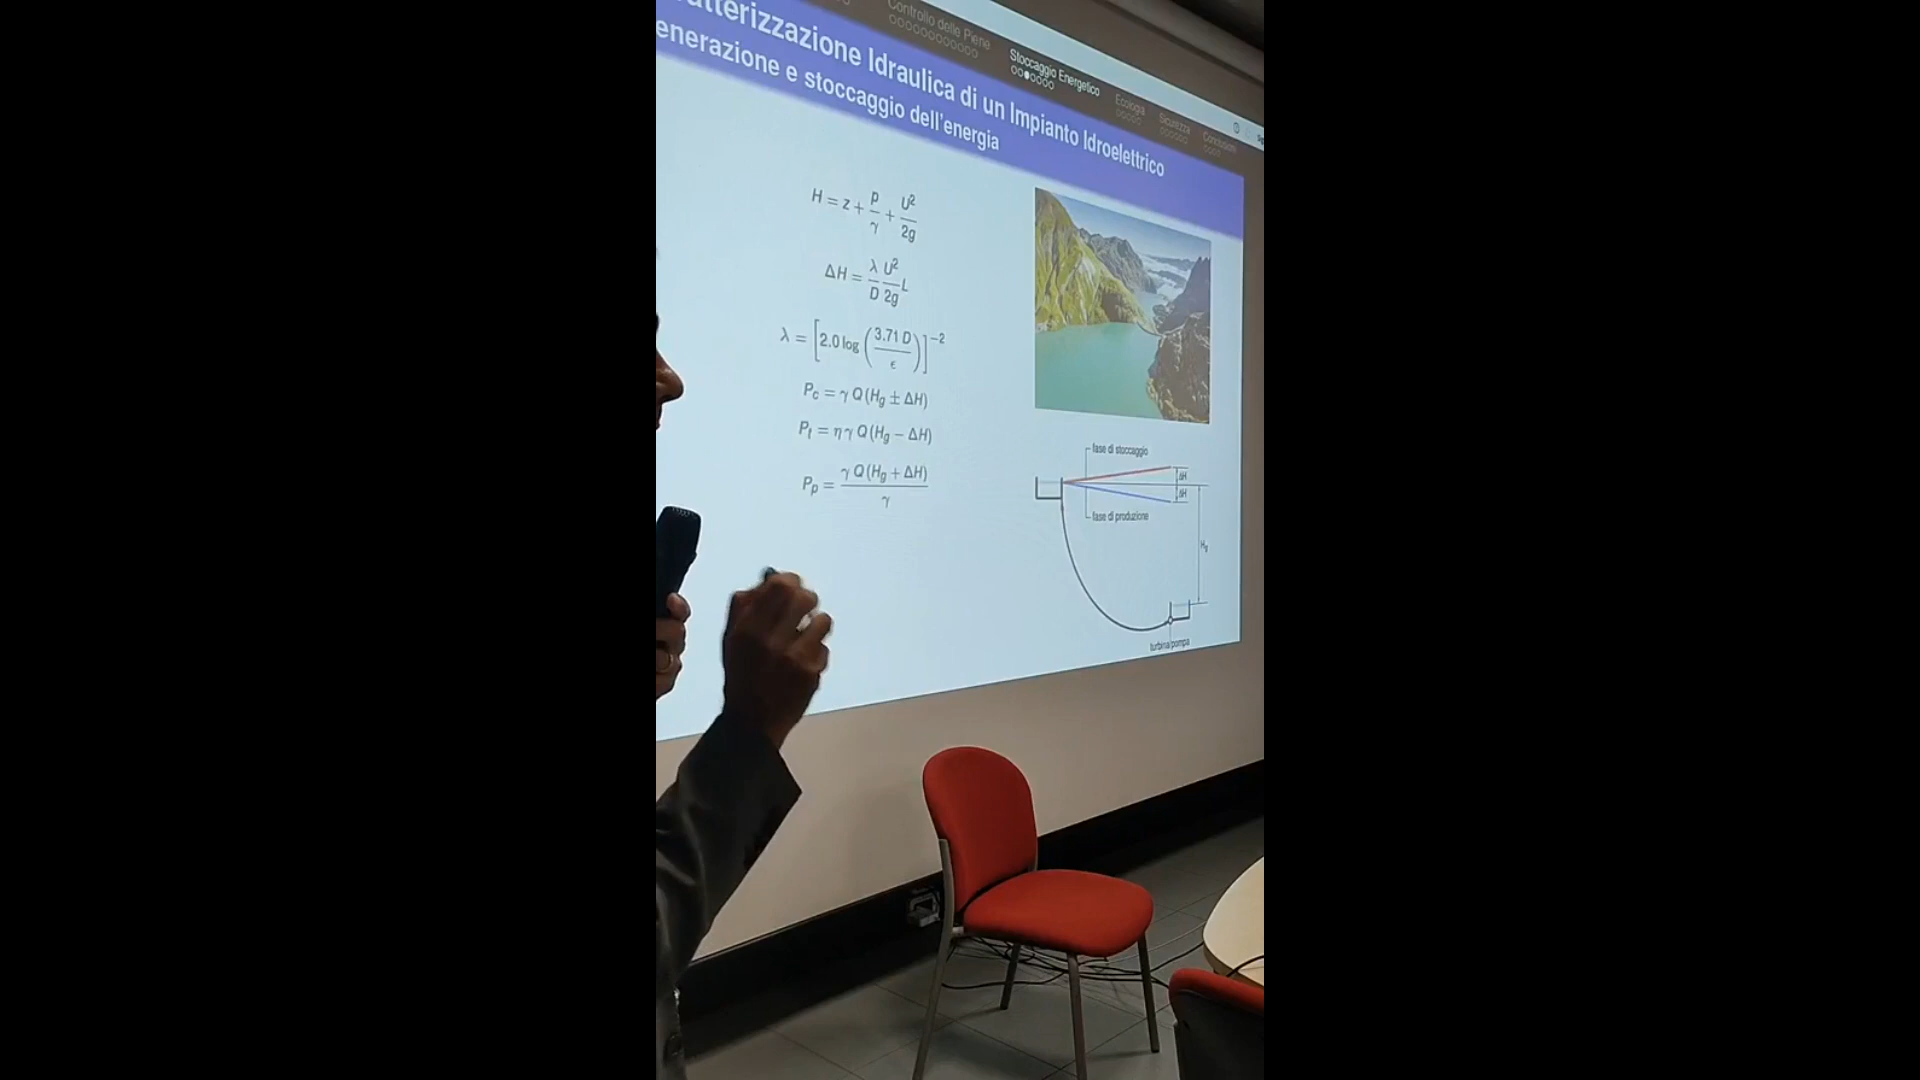 Controllo delle Piene
Stoccaggio Energetico
Ecologia
Sicurezza
Conclusioni
Idraulica di un Impianto Idroelettrico
e stoccaggio dell'energia
H = z + p/γ + U²/2g
ΔH = λ/D U²/2g L
λ = [2.0 log (3.71 D/ϵ)]⁻²
P_c = γ Q (H_g ± ΔH)
P_t = η γ Q (H_g − ΔH)
P_p = γ Q (H_g + ΔH)/γ
fase di stoccaggio
ΔH
ΔH
fase di produzione
H_g
turbina/pompa